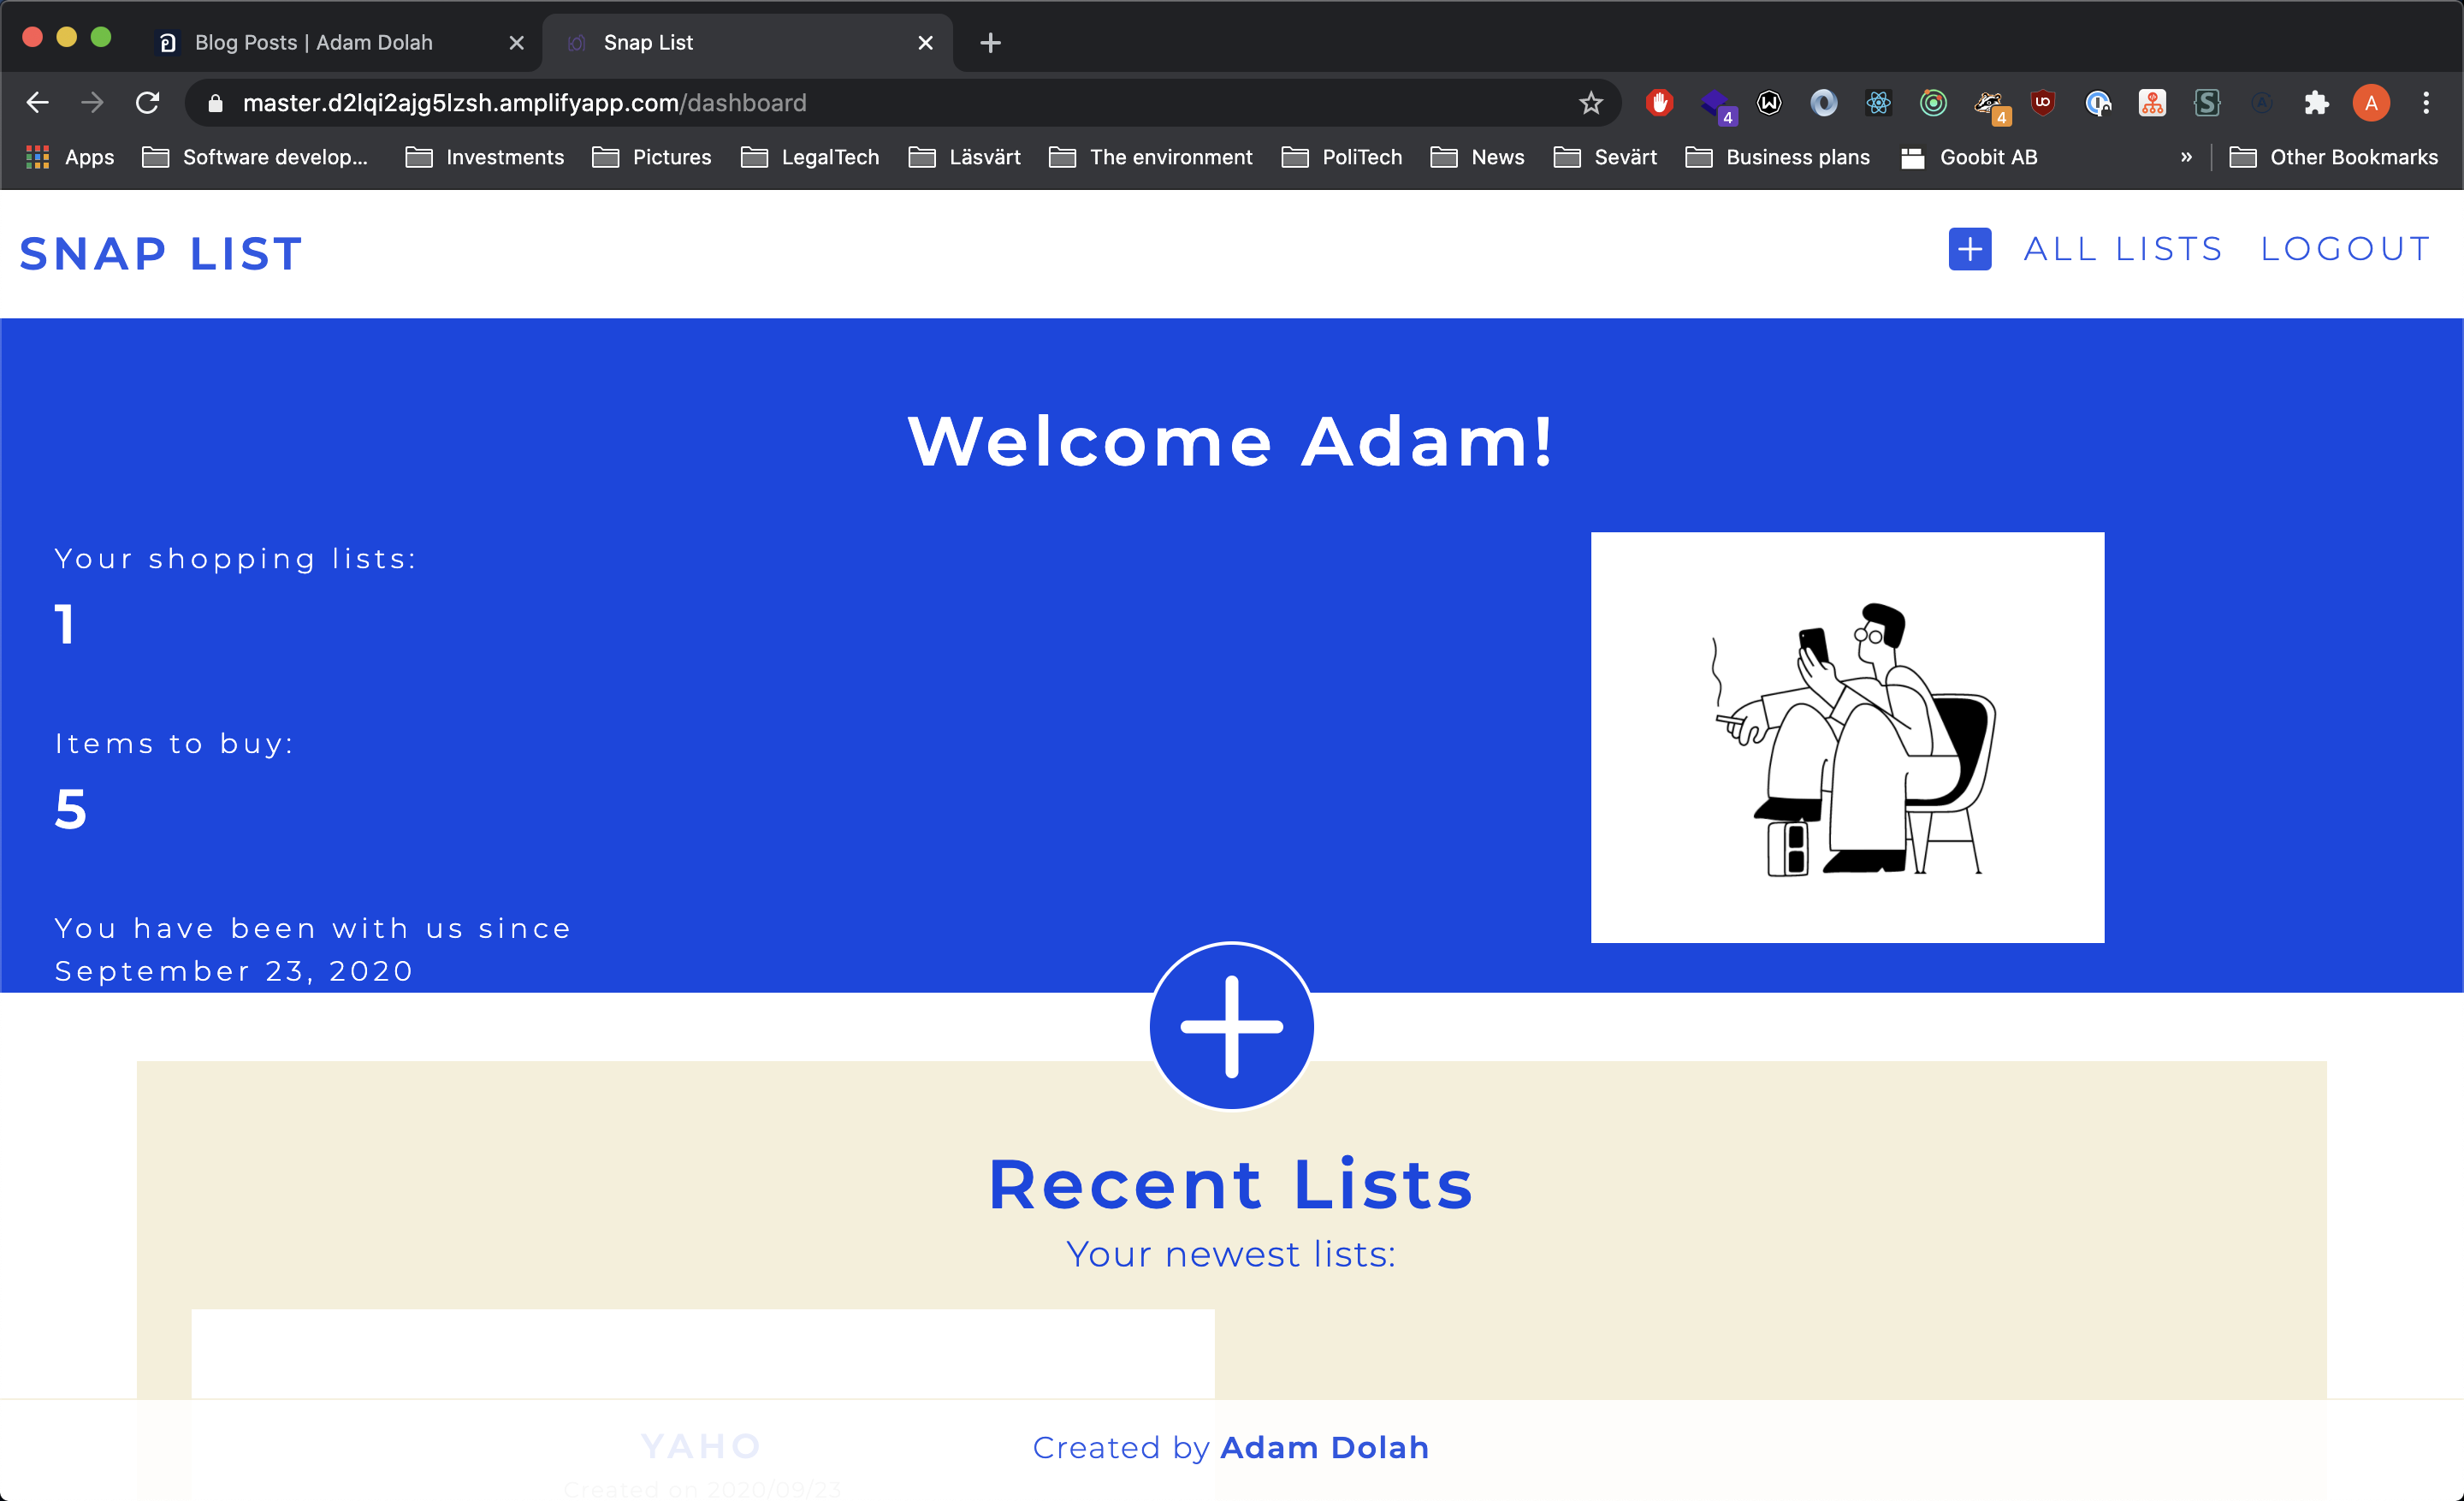 Blog Posts | Adam Dolah
Snap List
master.d2lqi2ajg5lzsh.amplifyapp.com/dashboard
4
4
A
Apps
Software develop...
Investments
Pictures
LegalTech
Läsvärt
The environment
PoliTech
News
Sevärt
Business plans
Goobit AB
»
Other Bookmarks
SNAP LIST
ALL LISTS
LOGOUT
Welcome Adam!
Your shopping lists:
1
Items to buy:
5
You have been with us since
September 23, 2020
Recent Lists
Your newest lists:
YAHO
Created by Adam Dolah
Created on 2020/09/23